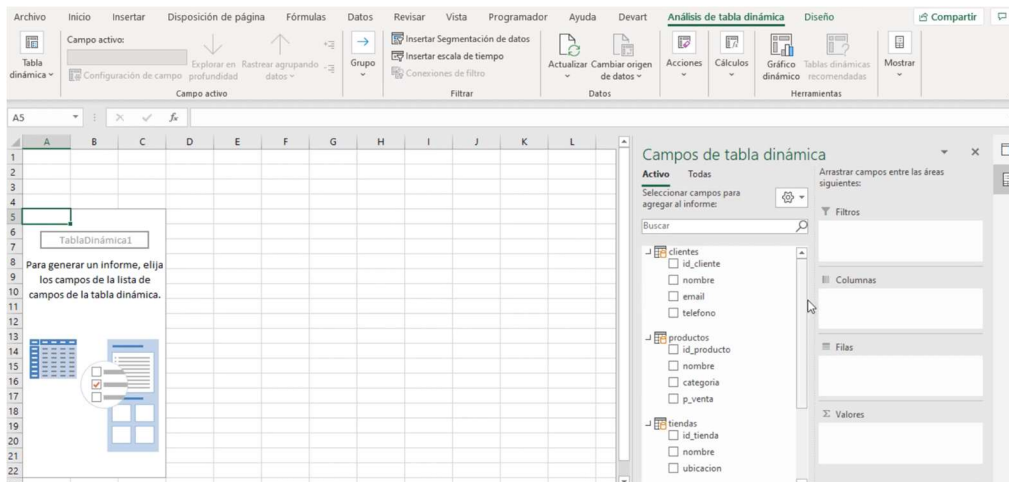 Archivo Inicio Insertar Disposición de página Fórmulas Datos Revisar Vista Programador Ayuda Devart Análisis de tabla dinámica Diseño Compartir
Tabla dinámica
Campo activo:
Configuración de campo
Explorar en profundidad
Rastrear agrupando datos
Campo activo
Grupo
Insertar Segmentación de datos
Insertar escala de tiempo
Conexiones de filtro
Filtrar
Actualizar
Cambiar origen de datos
Datos
Acciones
Cálculos
Gráfico dinámico
Tablas dinámicas recomendadas
Herramientas
Mostrar
A5
fx
A B C D E F G H I J K L
1
2
3
4
5
6
7
8
9
10
11
12
13
14
15
16
17
18
19
20
21
22
TablaDinámica1
Para generar un informe, elija
los campos de la lista de
campos de la tabla dinámica.
Campos de tabla dinámica
Activo Todas
Seleccionar campos para
agregar al informe:
Buscar
clientes
id_cliente
nombre
email
telefono
productos
id_producto
nombre
categoria
p_venta
tiendas
id_tienda
nombre
ubicacion
Arrastrar campos entre las áreas
siguientes:
Filtros
Columnas
Filas
Σ Valores